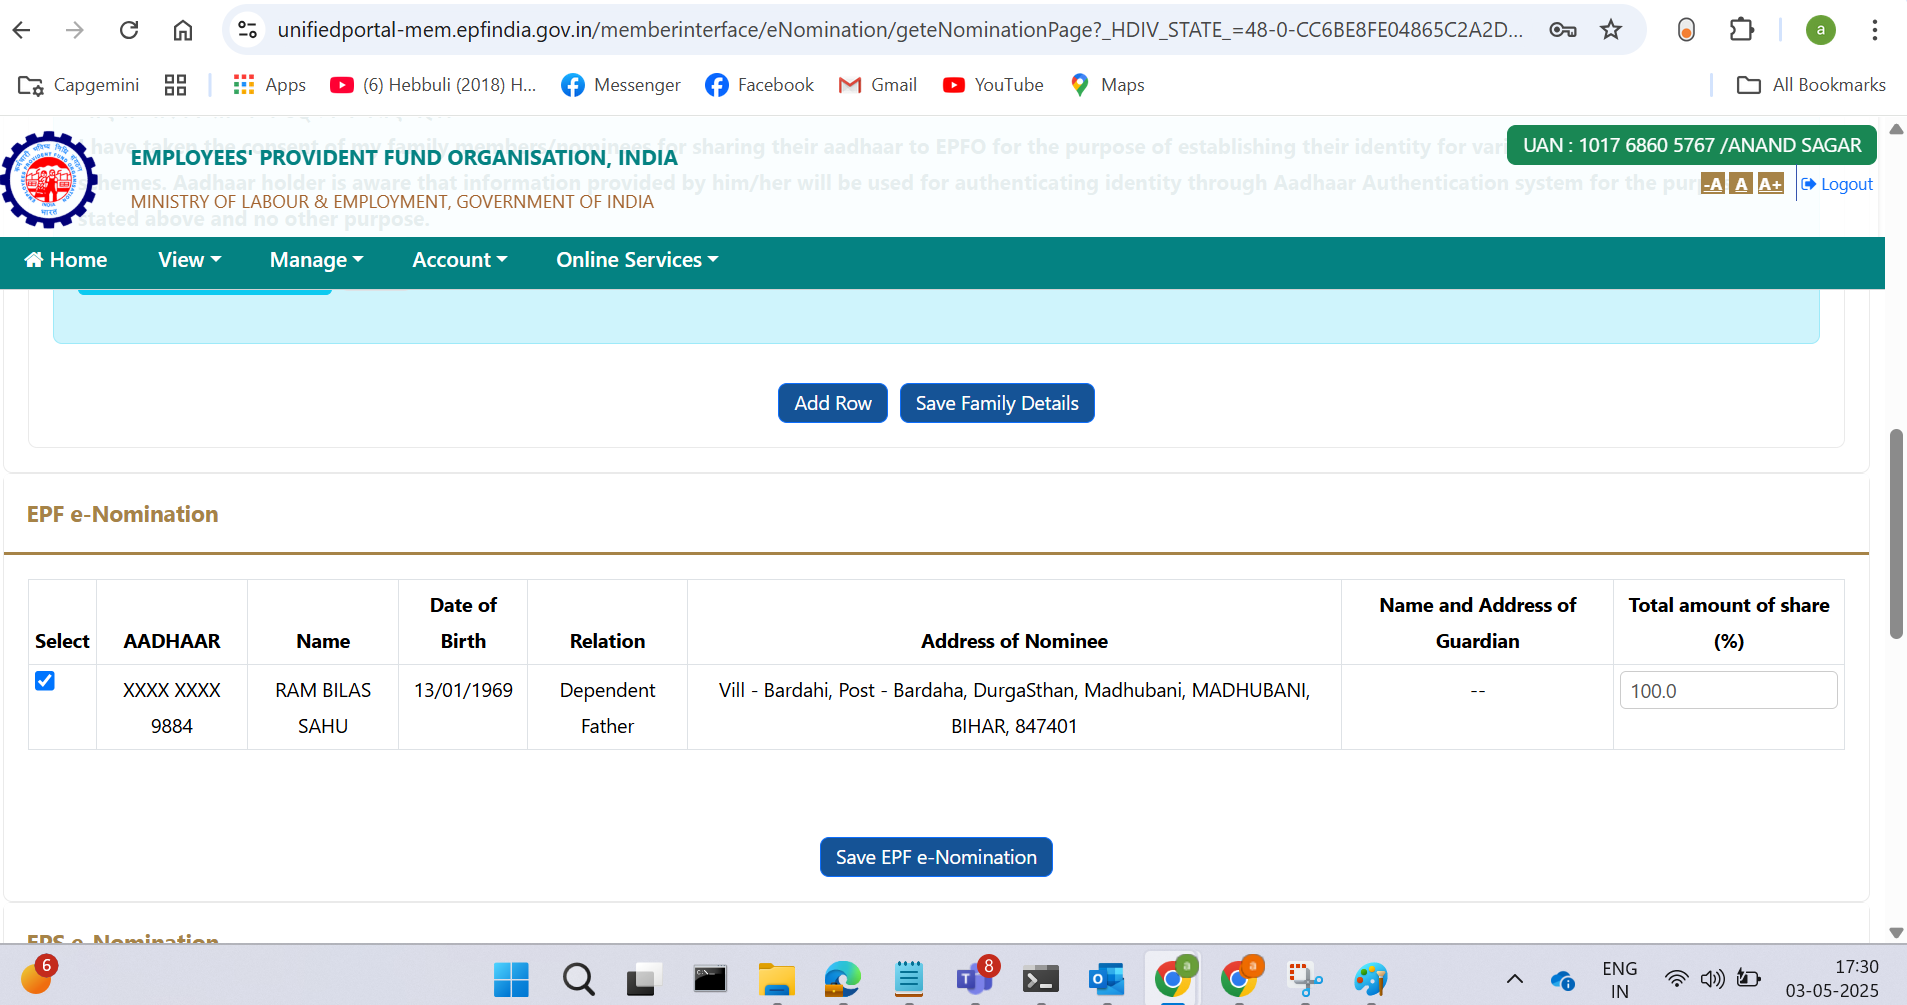 unifiedportal-mem.epfindia.gov.in/memberinterface/eNomination/geteNominationPage?_HDIV_STATE_=48-0-CC6BE8FE04865C2A2D...
a
Capgemini
Apps
(6) Hebbuli (2018) H...
Messenger
Facebook
Gmail
YouTube
Maps
All Bookmarks
have taken the consent of my family members/nominees for sharing their aadhaar to EPFO for the purpose of establishing their identity for
UAN : 1017 6860 5767 /ANAND SAGAR
EMPLOYEES' PROVIDENT FUND ORGANISATION, INDIA
hemes. Aadhaar holder is aware that information provided by will be used for authenticating identity through Aadhaar Authentication system for the
-A A A+
Logout
MINISTRY OF LABOUR & EMPLOYMENT, GOVERNMENT OF INDIA
stated above and no other purpose.
Home
View
Manage
Account
Online Services
Add Row
Save Family Details
EPF e-Nomination
Select
AADHAAR
Name
Date of
Birth
Relation
Address of Nominee
Name and Address of
Guardian
Total amount of share
(%)
XXXX XXXX
9884
RAM BILAS
SAHU
13/01/1969
Dependent
Father
Vill - Bardahi, Post - Bardaha, DurgaSthan, Madhubani, MADHUBANI,
BIHAR, 847401
--
100.0
Save EPF e-Nomination
EPS e-Nomination
6
8
a
a
ENG
IN
17:30
03-05-2025